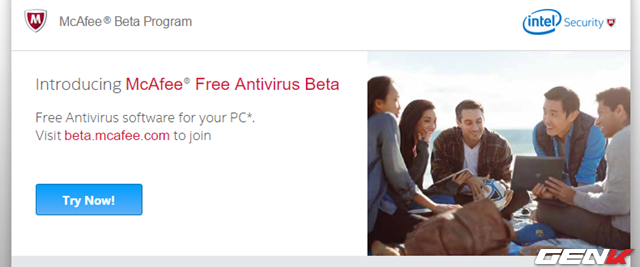 McAfee® Beta Program
intel Security
Introducing McAfee® Free Antivirus Beta
Free Antivirus software for your PC*.
Visit beta.mcafee.com to join
Try Now!
GENK